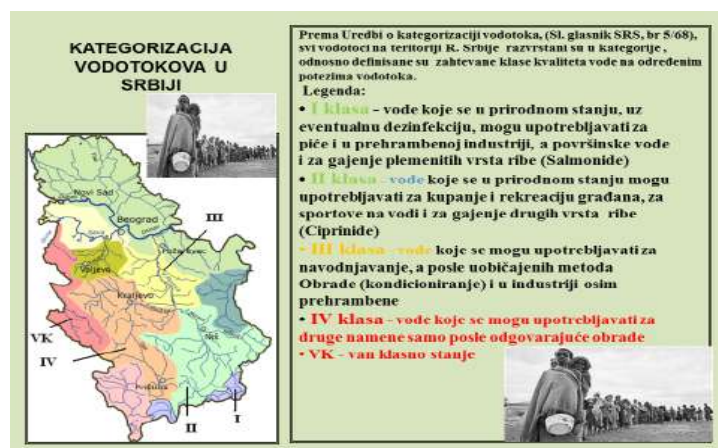 KATEGORIZACIJA
VODOTOKOVA U
SRBIJI
Novi Sad
Beograd
Sava
Požarevac
Valjevo
Kraljevo
Niš
Priština
III
VK
IV
II
I
Prema Uredbi o kategorizaciji vodotoka, (Sl. glasnik SRS, br 5/68),
svi vodotoci na teritoriji R. Srbije razvrstani su u kategorije ,
odnosno definisane su zahtevane klase kvaliteta vode na određenim
potezima vodotoka.
Legenda:
• I klasa – vode koje se u prirodnom stanju, uz
eventualnu dezinfekciju, mogu upotrebljavati za
piće i u prehrambenoj industriji, a površinske vode
i za gajenje plemenitih vrsta ribe (Salmonide)
• II klasa – vode koje se u prirodnom stanju mogu
upotrebljavati za kupanje i rekreaciju građana, za
sportove na vodi i za gajenje drugih vrsta ribe
(Ciprinide)
• III klasa – vode koje se mogu upotrebljavati za
navodnjavanje, a posle uobičajenih metoda
Obrade (kondicioniranje) i u industriji osim
prehrambene
• IV klasa – vode koje se mogu upotrebljavati za
druge namene samo posle odgovarajuće obrade
• VK – van klasno stanje